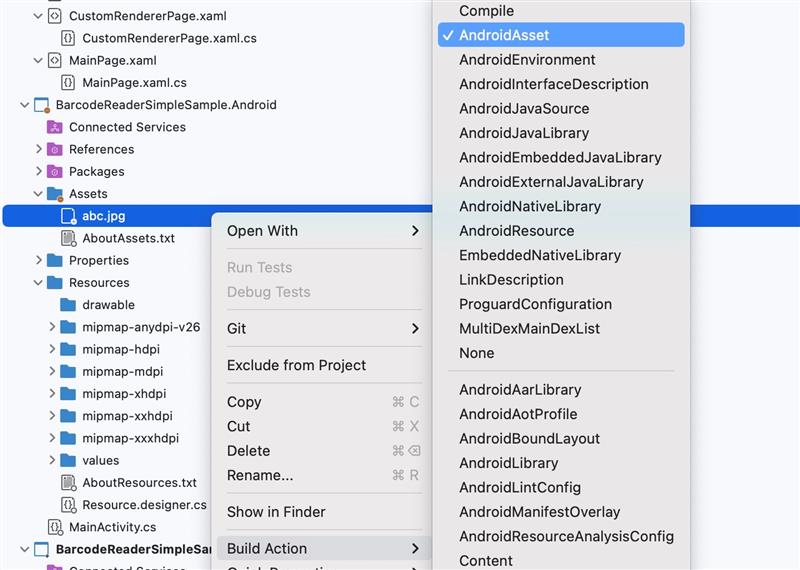 CustomRendererPage.xaml
CustomRendererPage.xaml.cs
MainPage.xaml
MainPage.xaml.cs
BarcodeReaderSimpleSample.Android
Connected Services
References
Packages
Assets
abc.jpg
AboutAssets.txt
Properties
Resources
drawable
mipmap-anydpi-v26
mipmap-hdpi
mipmap-mdpi
mipmap-xhdpi
mipmap-xxhdpi
mipmap-xxxhdpi
values
AboutResources.txt
Resource.designer.cs
MainActivity.cs
BarcodeReaderSimpleSa
Connected Services
Open With
Run Tests
Debug Tests
Git
Exclude from Project
Copy ⌘ C
Cut ⌘ X
Delete ⌘ ⌫
Rename... ⌘ R
Show in Finder
Build Action
Compile
✓ AndroidAsset
AndroidEnvironment
AndroidInterfaceDescription
AndroidJavaSource
AndroidJavaLibrary
AndroidEmbeddedJavaLibrary
AndroidExternalJavaLibrary
AndroidNativeLibrary
AndroidResource
EmbeddedNativeLibrary
LinkDescription
ProguardConfiguration
MultiDexMainDexList
None
AndroidAarLibrary
AndroidAotProfile
AndroidBoundLayout
AndroidLibrary
AndroidLintConfig
AndroidManifestOverlay
AndroidResourceAnalysisConfig
Content